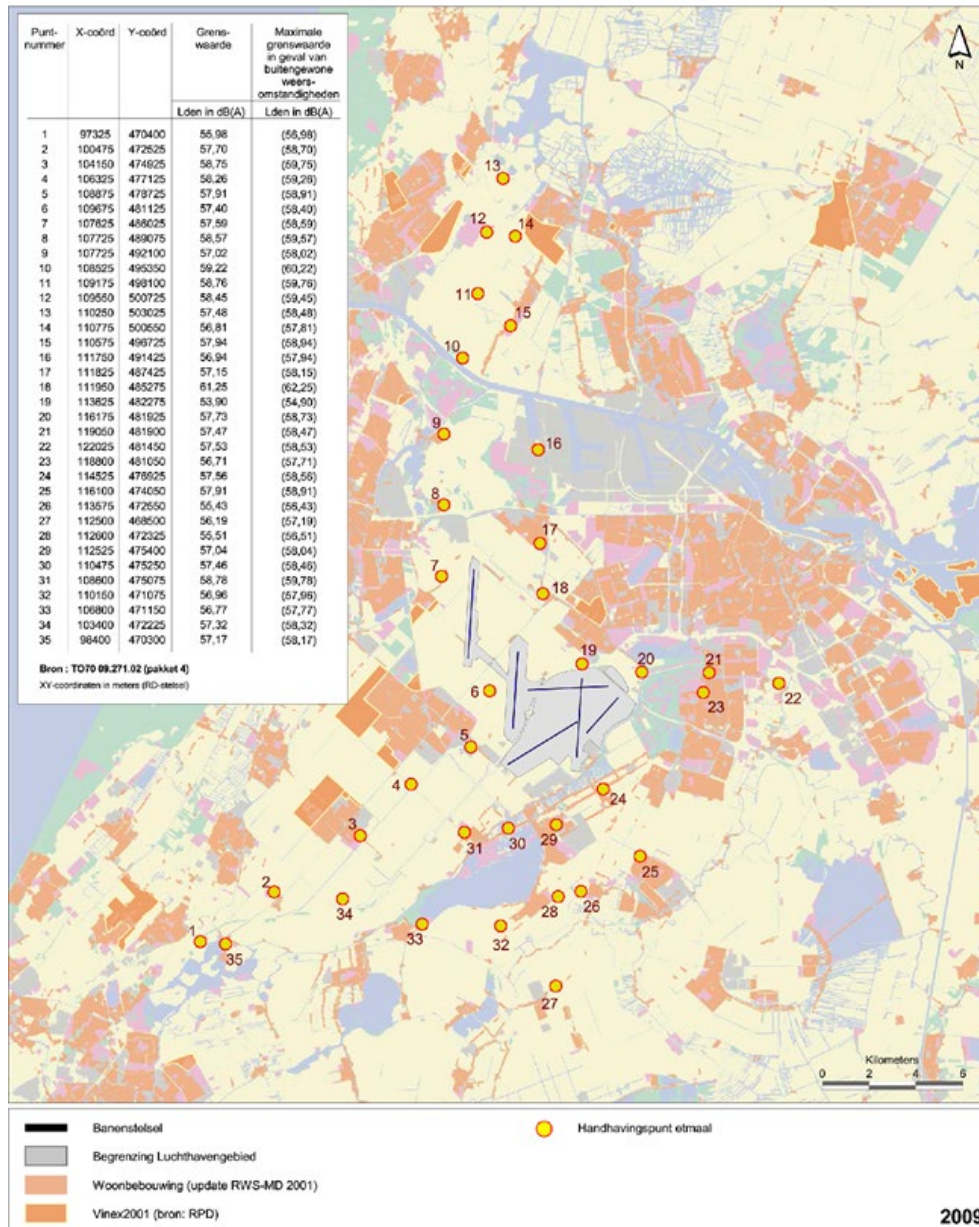 Punt-nummer X-coörd Y-coörd Grens-waarde Maximale grenswaarde in geval van buitengewone weers-omstandigheden
Lden in dB(A) Lden in dB(A)
1 97325 470400 55,98 (56,98)
2 100475 472525 57,70 (58,70)
3 104150 474925 58,75 (59,75)
4 106325 477125 58,26 (59,26)
5 108875 478725 57,91 (58,91)
6 109675 481125 57,40 (58,40)
7 107625 486025 57,59 (58,59)
8 107725 489075 58,57 (59,57)
9 107725 492100 57,02 (58,02)
10 108525 495350 59,22 (60,22)
11 109175 498100 58,76 (59,76)
12 109550 500725 58,45 (59,45)
13 110250 503025 57,48 (58,48)
14 110775 500550 56,81 (57,81)
15 110575 496725 57,94 (58,94)
16 111750 491425 56,94 (57,94)
17 111825 487425 57,15 (58,15)
18 111950 485275 61,25 (62,25)
19 113625 482275 53,90 (54,90)
20 116175 481925 57,73 (58,73)
21 119050 481900 57,47 (58,47)
22 122025 481450 57,53 (58,53)
23 118800 481050 56,71 (57,71)
24 114525 476925 57,56 (58,56)
25 116100 474050 57,91 (58,91)
26 113575 472550 55,43 (56,43)
27 112500 468500 56,19 (57,19)
28 112600 472325 55,51 (56,51)
29 112525 475400 57,04 (58,04)
30 110475 475250 57,46 (58,46)
31 108600 475075 58,78 (59,78)
32 110150 471075 56,96 (57,96)
33 106800 471150 56,77 (57,77)
34 103400 472225 57,32 (58,32)
35 98400 470300 57,17 (58,17)
Bron : TO70 09.271.02 (pakket 4)
XY-coordinaten in meters (RD-stelsel)
N
13
12
14
11
15
10
9
16
8
17
7
18
19
20
21
22
6
23
5
4
24
3
31
30
29
25
2
34
28
26
33
32
1
35
27
Kilometers
0 2 4 6
Banenstelsel
Handhavingspunt etmaal
Begrenzing Luchthavengebied
Woonbebouwing (update RWS-MD 2001)
Vinex2001 (bron: RPD)
2009